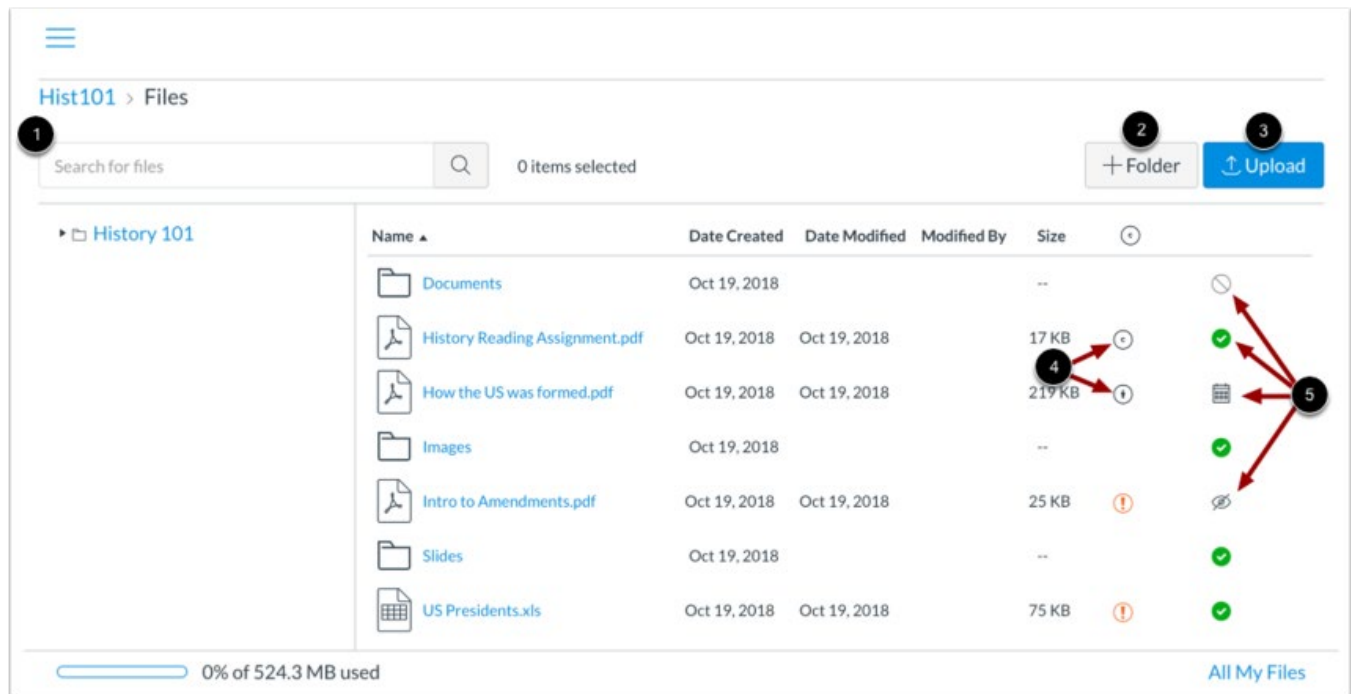 Hist101 > Files
1
2
3
Search for files
0 items selected
+ Folder
Upload
History 101
Name Date Created Date Modified Modified By Size
Documents Oct 19, 2018 --
History Reading Assignment.pdf Oct 19, 2018 Oct 19, 2018 17 KB
4
How the US was formed.pdf Oct 19, 2018 Oct 19, 2018 219 KB
5
Images Oct 19, 2018 --
Intro to Amendments.pdf Oct 19, 2018 Oct 19, 2018 25 KB
Slides Oct 19, 2018 --
US Presidents.xls Oct 19, 2018 Oct 19, 2018 75 KB
0% of 524.3 MB used
All My Files